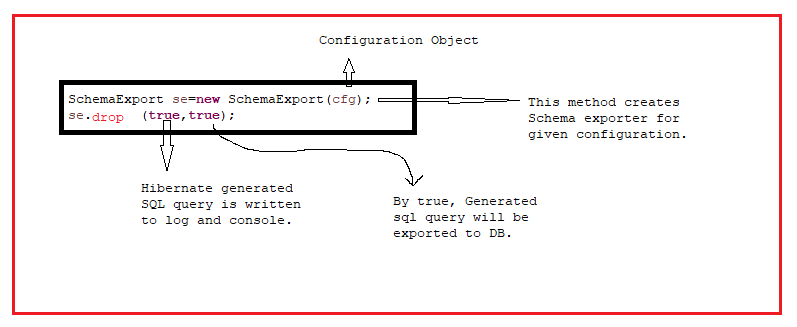 Configuration Object
SchemaExport se=new SchemaExport(cfg);
se.drop (true,true);
This method creates
Schema exporter for
given configuration.
Hibernate generated
SQL query is written
to log and console.
By true, Generated
sql query will be
exported to DB.